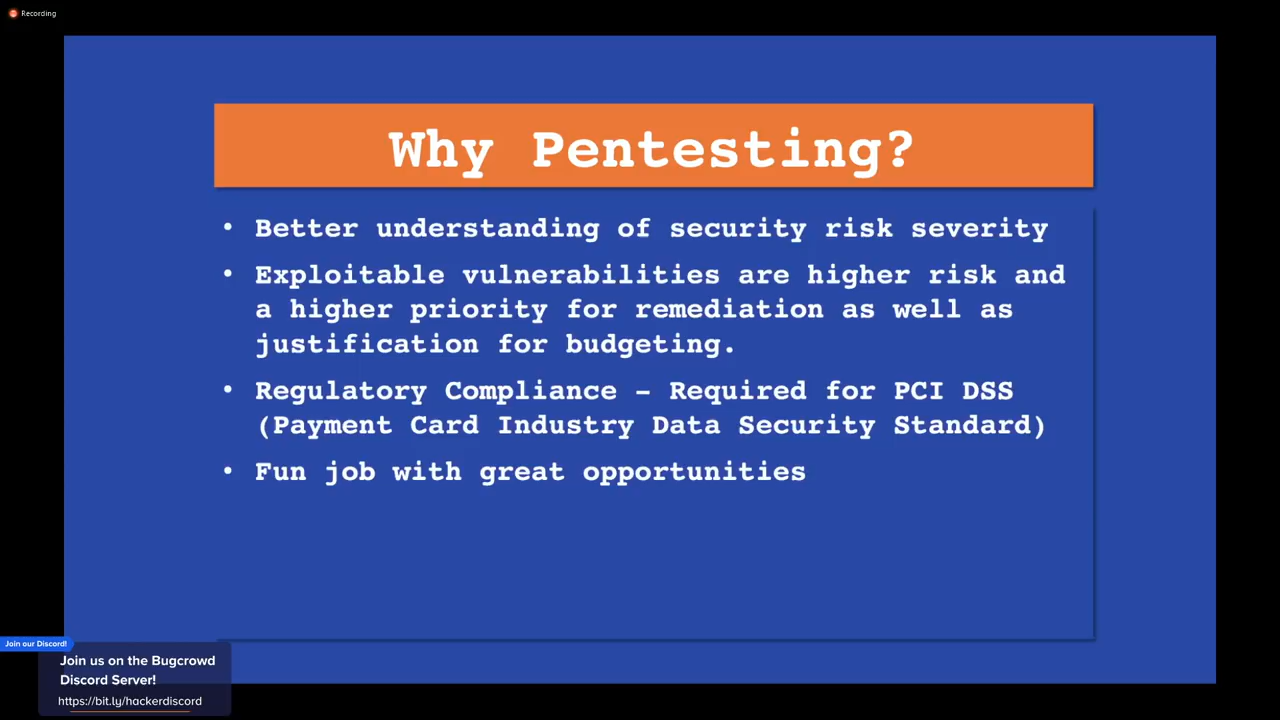 Recording
Why Pentesting?
• Better understanding of security risk severity
• Exploitable vulnerabilities are higher risk and
a higher priority for remediation as well as
justification for budgeting.
• Regulatory Compliance – Required for PCI DSS
(Payment Card Industry Data Security Standard)
• Fun job with great opportunities
Join our Discord!
Join us on the Bugcrowd
Discord Server!
https://bit.ly/hackerdiscord